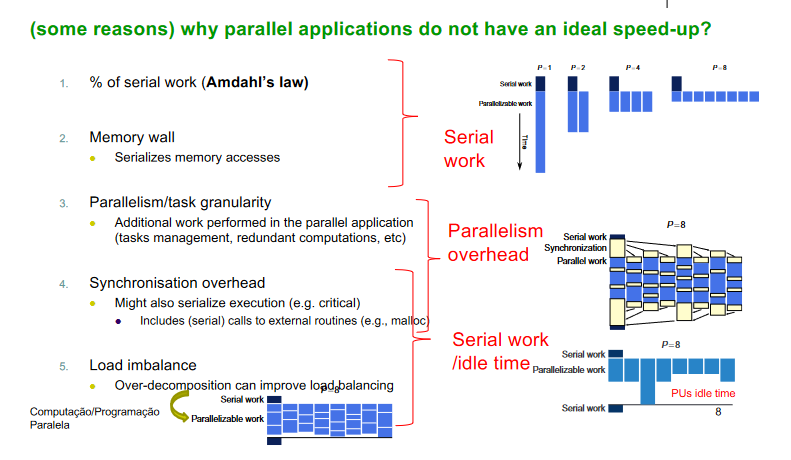 (some reasons) why parallel applications do not have an ideal speed-up?
1. % of serial work (Amdahl's law)
2. Memory wall
Serializes memory accesses
3. Parallelism/task granularity
Additional work performed in the parallel application
(tasks management, redundant computations, etc)
4. Synchronisation overhead
Might also serialize execution (e.g. critical)
Includes (serial) calls to external routines (e.g., malloc)
5. Load imbalance
Over-decomposition can improve load balancing
Serial
work
Parallelism
overhead
Serial work
/idle time
P=1 P=2 P=4 P=8
Serial work
Parallelizable work
Time
P=8
Serial work
Synchronization
Parallel work
P=8
Serial work
Parallelizable work
PUs idle time
Serial work
8
P=8
Serial work
Parallelizable work
Computação/Programação
Paralela